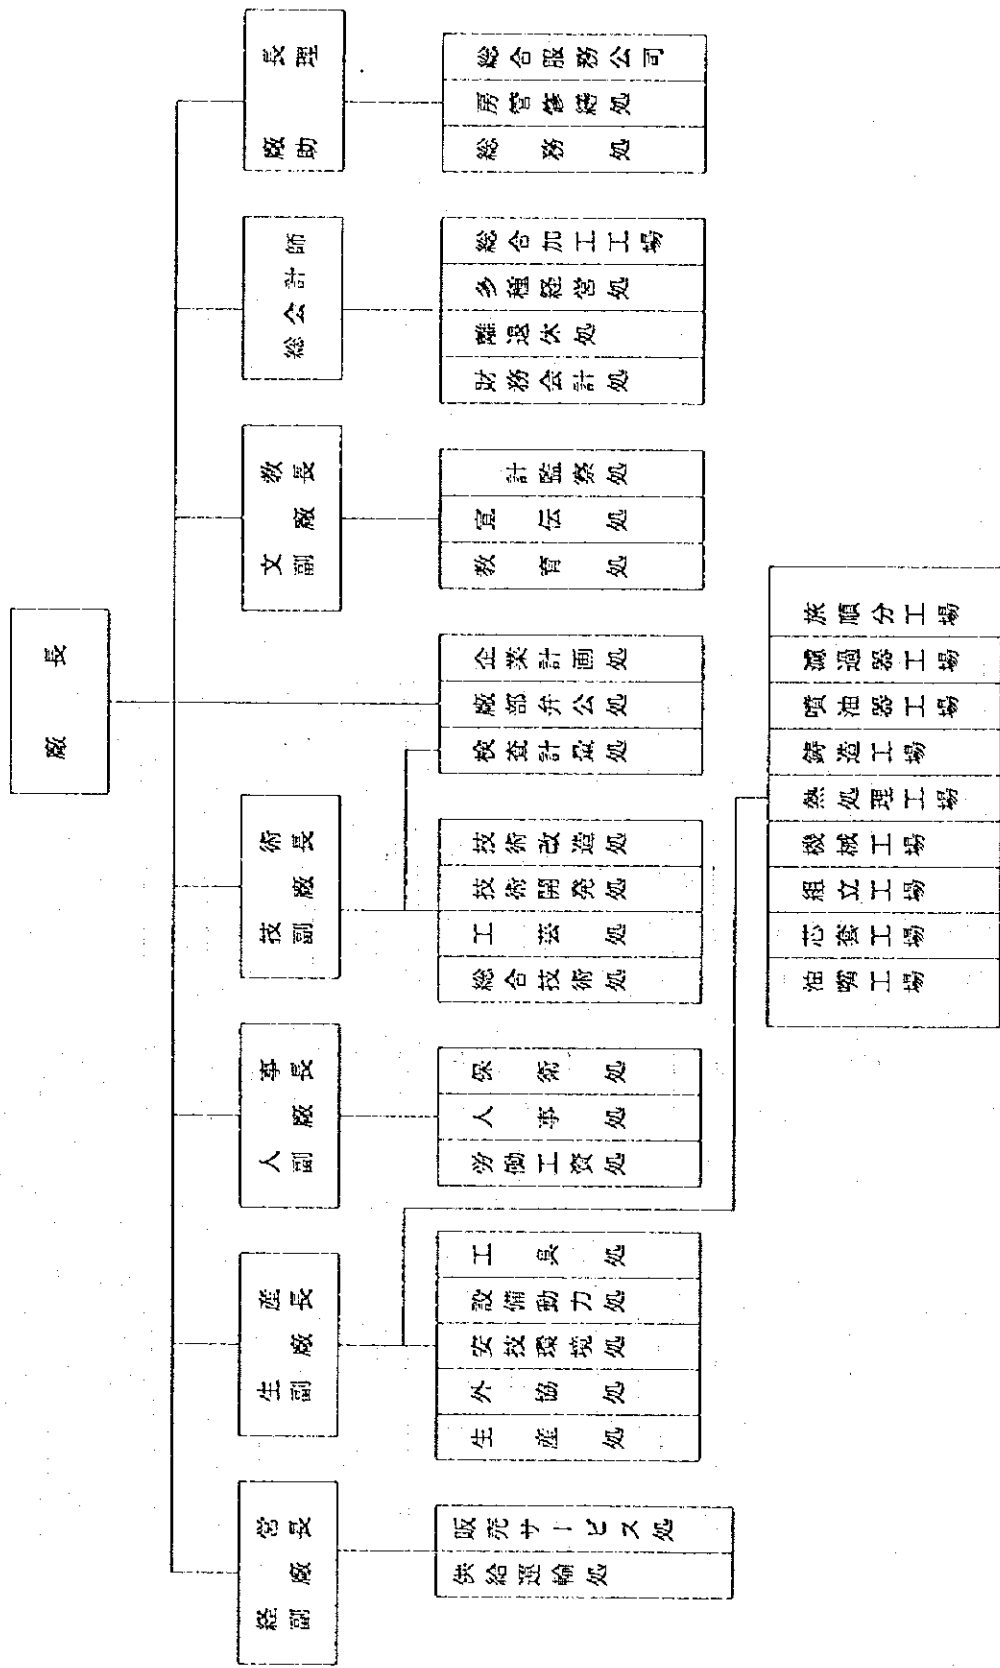 廠長
経営
副廠長
生産
副廠長
人事
副廠長
技術
副廠長
文教
副廠長
総会計師
廠長
助理
供給運輸処
販売サービス処
生産処
外協処
安技環境処
設備動力処
工具処
労働工資処
人事処
保衛処
総合技術処
工芸処
技術開発処
技術改造処
検査計量処
廠部弁公処
企業計画処
教育処
宣伝処
計監察処
財務会計処
離退休処
多種経営処
総合加工工場
総務処
房管修繕処
総合服務公司
油嘴工場
芯套工場
組立工場
機械工場
熱処理工場
鋳造工場
噴油器工場
濾過器工場
旅順分工場